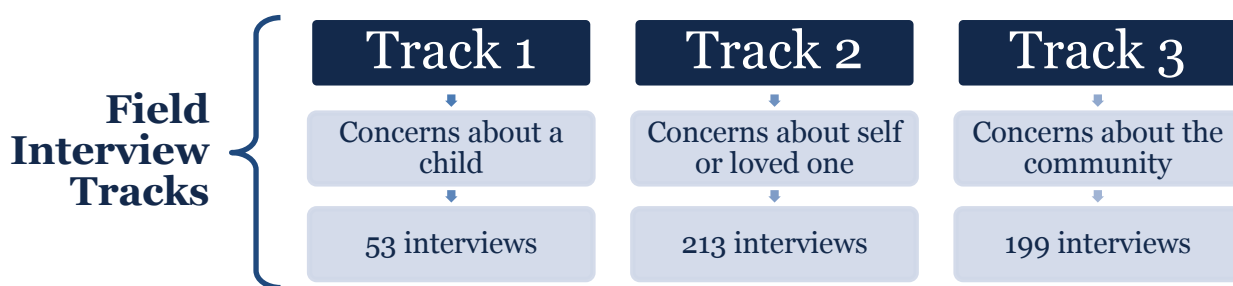 Field
Interview
Tracks
Track 1
Concerns about a
child
53 interviews
Track 2
Concerns about self
or loved one
213 interviews
Track 3
Concerns about the
community
199 interviews